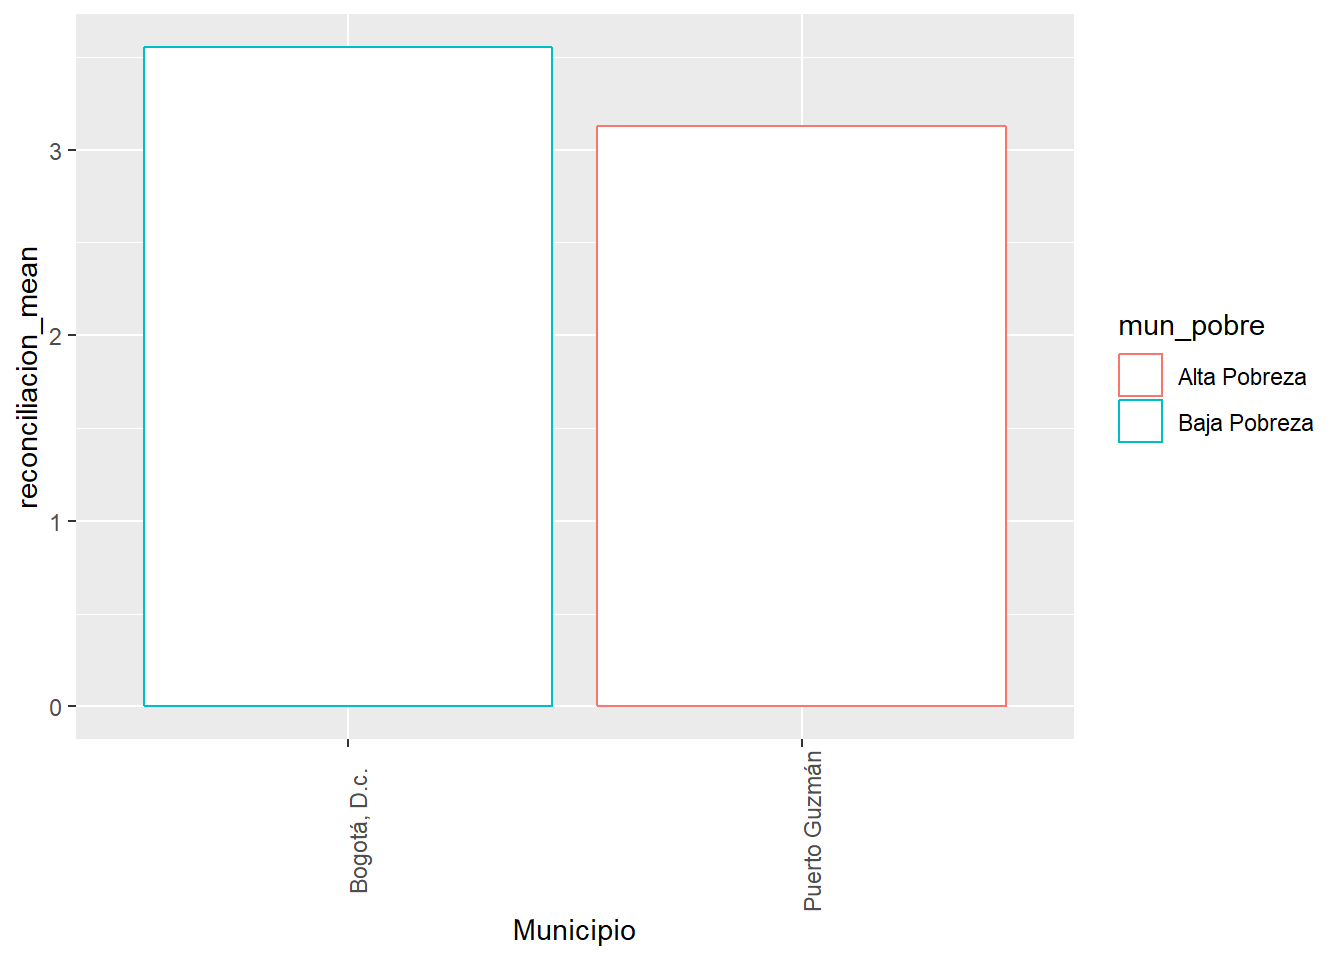 reconciliacion_mean
3
2
1
0
Bogotá, D.c.
Puerto Guzmán
Municipio
mun_pobre
Alta Pobreza
Baja Pobreza